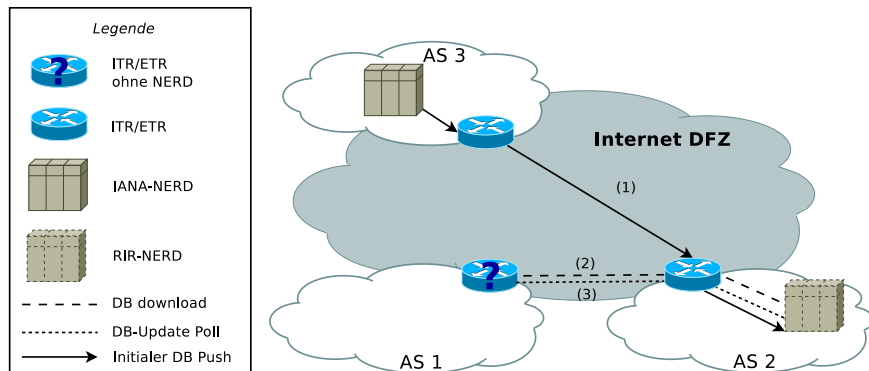 Legende
ITR/ETR
ohne NERD
ITR/ETR
IANA-NERD
RIR-NERD
DB download
DB-Update Poll
Initialer DB Push
AS 3
Internet DFZ
(1)
(2)
(3)
?
?
AS 1
AS 2